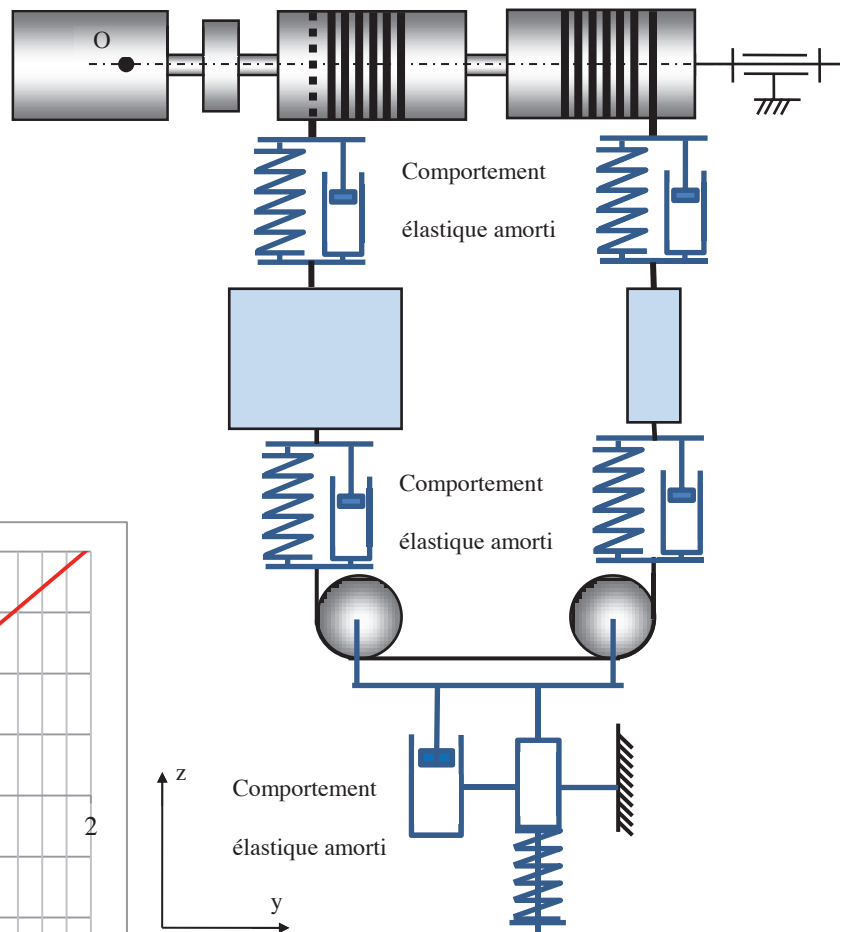 O
Comportement
élastique amorti
Comportement
élastique amorti
z
Comportement
2
élastique amorti
y